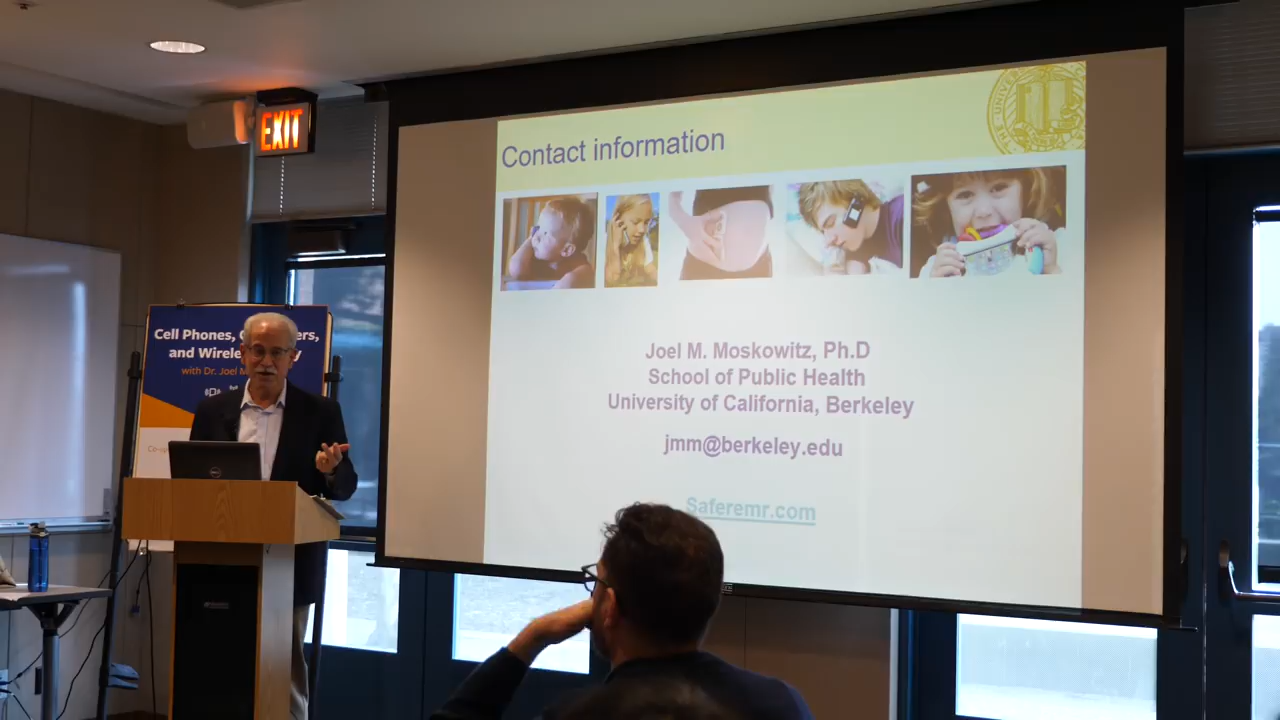 EXIT
Contact information
Cell Phones,
and Wirele
with Dr. Joel M
Joel M. Moskowitz, Ph.D
School of Public Health
University of California, Berkeley
jmm@berkeley.edu
Saferemr.com
DELL